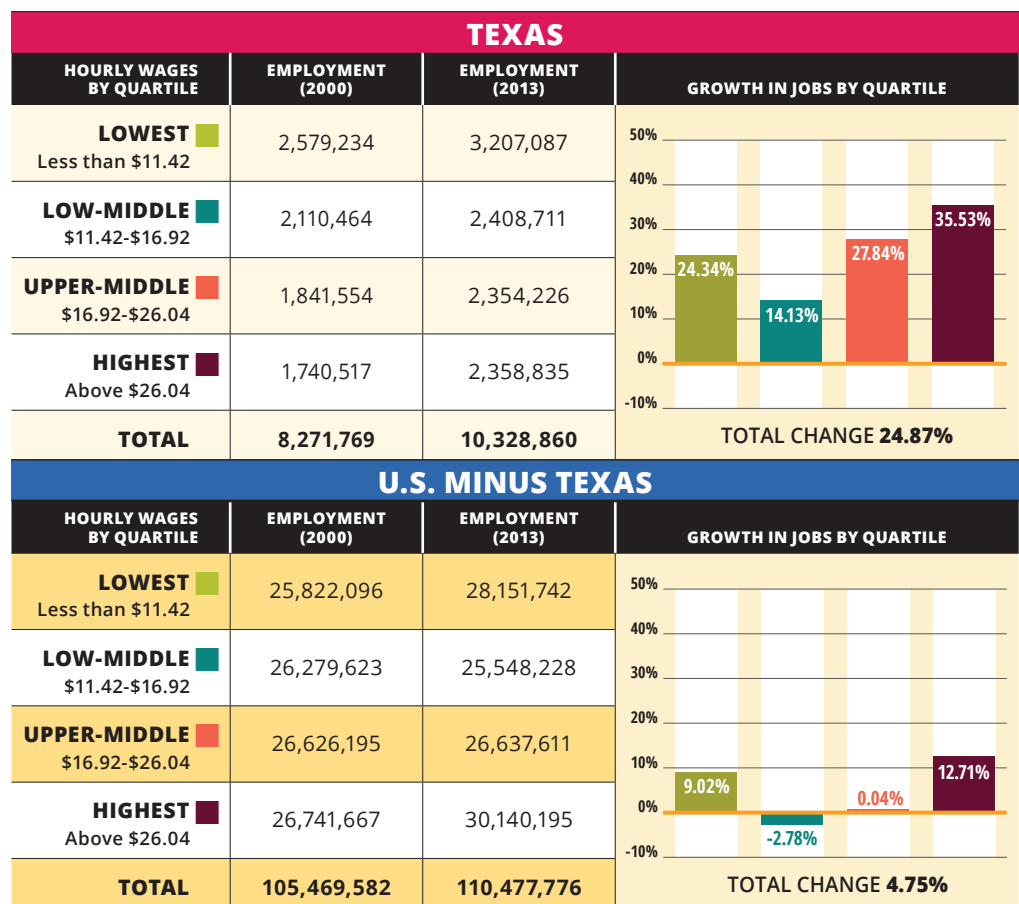 TEXAS
HOURLY WAGES BY QUARTILE
EMPLOYMENT (2000)
EMPLOYMENT (2013)
GROWTH IN JOBS BY QUARTILE
LOWEST
Less than $11.42
2,579,234
3,207,087
LOW-MIDDLE
$11.42-$16.92
2,110,464
2,408,711
UPPER-MIDDLE
$16.92-$26.04
1,841,554
2,354,226
HIGHEST
Above $26.04
1,740,517
2,358,835
TOTAL
8,271,769
10,328,860
50%
40%
30%
20%
10%
0%
-10%
24.34%
14.13%
27.84%
35.53%
TOTAL CHANGE 24.87%
U.S. MINUS TEXAS
HOURLY WAGES BY QUARTILE
EMPLOYMENT (2000)
EMPLOYMENT (2013)
GROWTH IN JOBS BY QUARTILE
LOWEST
Less than $11.42
25,822,096
28,151,742
LOW-MIDDLE
$11.42-$16.92
26,279,623
25,548,228
UPPER-MIDDLE
$16.92-$26.04
26,626,195
26,637,611
HIGHEST
Above $26.04
26,741,667
30,140,195
TOTAL
105,469,582
110,477,776
50%
40%
30%
20%
10%
0%
-10%
9.02%
-2.78%
0.04%
12.71%
TOTAL CHANGE 4.75%